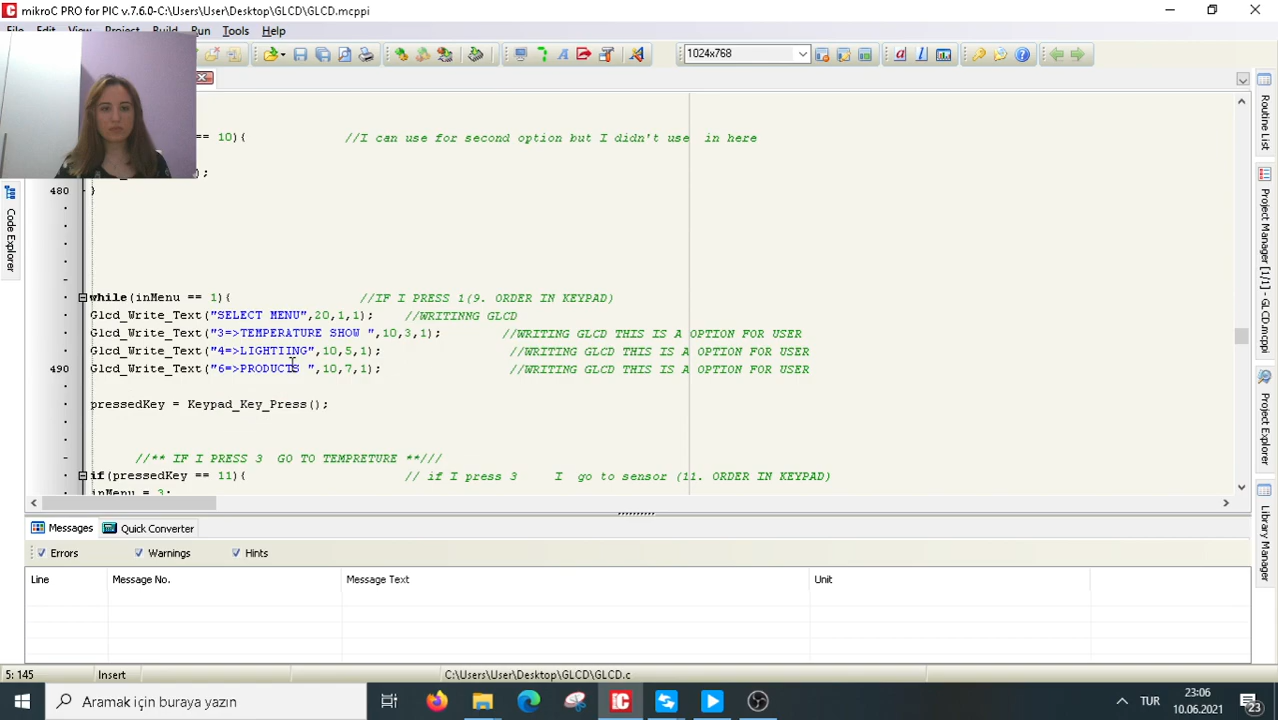 mikroC PRO for PIC v.7.6.0-C:\Users\User\Desktop\GLCD\GLCD.mcppi
File Edit View Project Build Run Tools Help
1024x768
== 10){ //I can use for second option but I didn't use in here
);
480 }
while(inMenu == 1){ //IF I PRESS 1(9. ORDER IN KEYPAD)
Glcd_Write_Text("SELECT MENU",20,1,1); //WRITINNG GLCD
Glcd_Write_Text("3=>TEMPERATURE SHOW ",10,3,1); //WRITING GLCD THIS IS A OPTION FOR USER
Glcd_Write_Text("4=>LIGHTIING",10,5,1); //WRITING GLCD THIS IS A OPTION FOR USER
490 Glcd_Write_Text("6=>PRODUCTS ",10,7,1); //WRITING GLCD THIS IS A OPTION FOR USER
pressedKey = Keypad_Key_Press();
//** IF I PRESS 3 GO TO TEMPRETURE **///
if(pressedKey == 11){ // if I press 3 I go to sensor (11. ORDER IN KEYPAD)
inMenu = 3;
Code Explorer
Routine List
Project Manager [1/1] - GLCD.mcppi
Project Explorer
Library Manager
Messages Quick Converter
Errors Warnings Hints
Line Message No. Message Text Unit
5: 145 Insert C:\Users\User\Desktop\GLCD\GLCD.c
Aramak için buraya yazın
TUR
23:06
10.06.2021
23